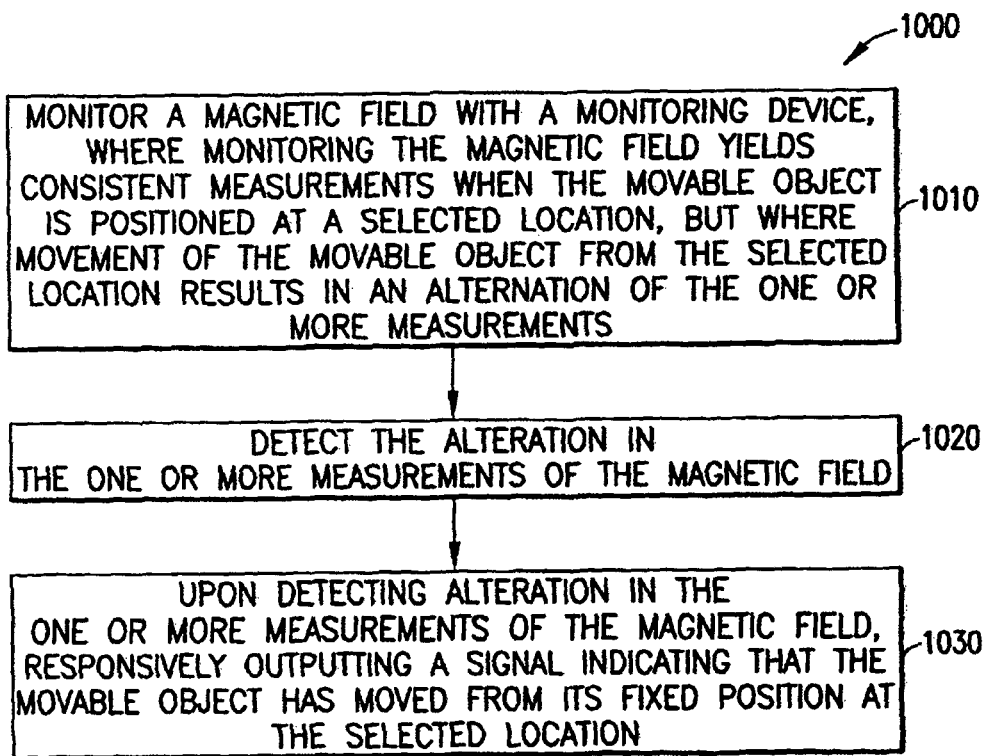 1000
MONITOR A MAGNETIC FIELD WITH A MONITORING DEVICE,
WHERE MONITORING THE MAGNETIC FIELD YIELDS
CONSISTENT MEASUREMENTS WHEN THE MOVABLE OBJECT
IS POSITIONED AT A SELECTED LOCATION, BUT WHERE
MOVEMENT OF THE MOVABLE OBJECT FROM THE SELECTED
LOCATION RESULTS IN AN ALTERNATION OF THE ONE OR
MORE MEASUREMENTS
1010
DETECT THE ALTERATION IN
THE ONE OR MORE MEASUREMENTS OF THE MAGNETIC FIELD
1020
UPON DETECTING ALTERATION IN THE
ONE OR MORE MEASUREMENTS OF THE MAGNETIC FIELD,
RESPONSIVELY OUTPUTTING A SIGNAL INDICATING THAT THE
MOVABLE OBJECT HAS MOVED FROM ITS FIXED POSITION AT
THE SELECTED LOCATION
1030